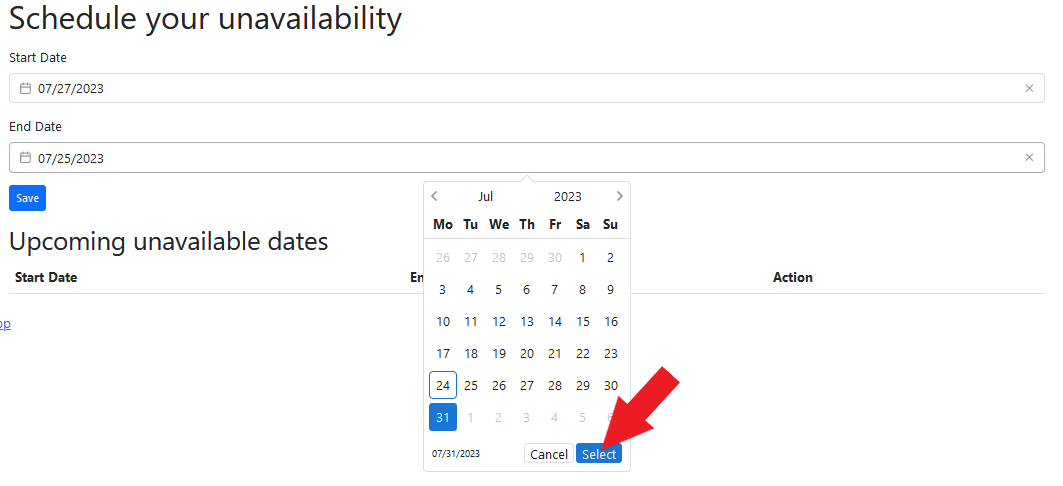 Schedule your unavailability
Start Date
07/27/2023
End Date
07/25/2023
Save
Jul 2023
Mo Tu We Th Fr Sa Su
26 27 28 29 30 1 2
3 4 5 6 7 8 9
10 11 12 13 14 15 16
17 18 19 20 21 22 23
24 25 26 27 28 29 30
31 1 2 3 4 5
07/31/2023 Cancel Select
Upcoming unavailable dates
Start Date En Action
op